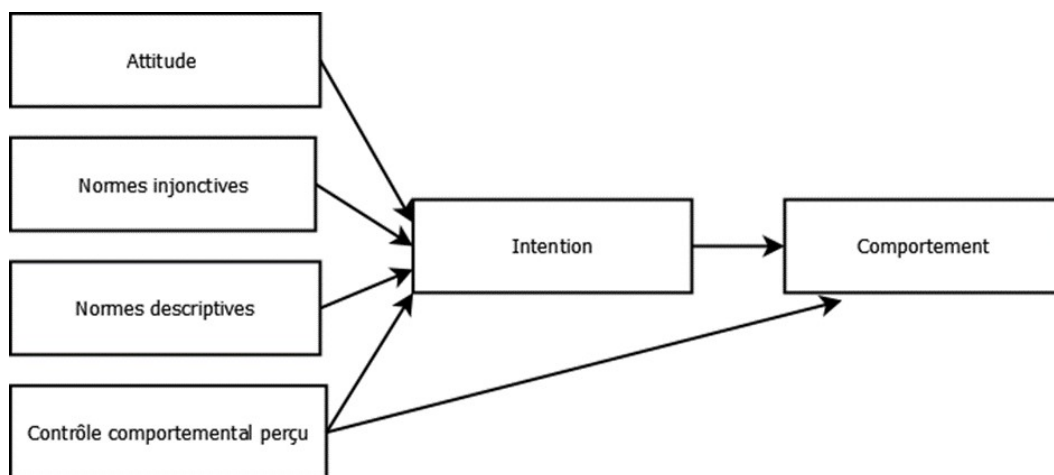 Attitude
Normes injonctives
Normes descriptives
Contrôle comportemental perçu
Intention
Comportement